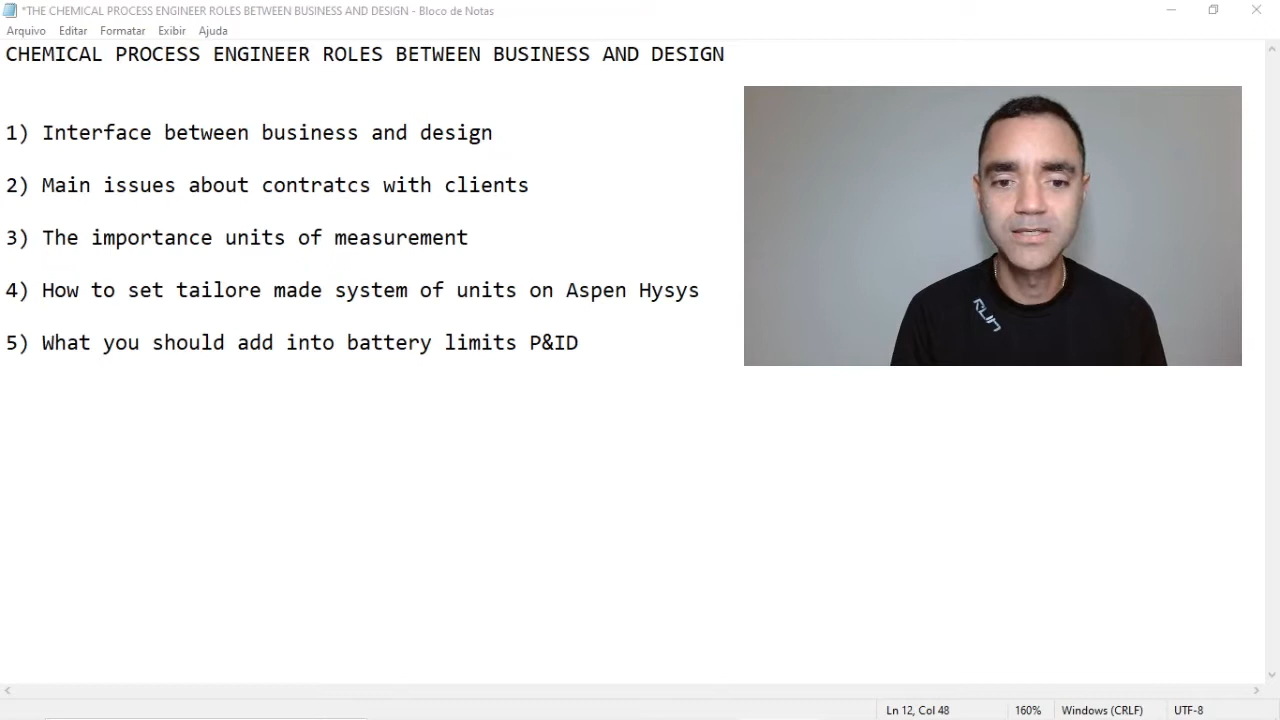 *THE CHEMICAL PROCESS ENGINEER ROLES BETWEEN BUSINESS AND DESIGN - Bloco de Notas
Arquivo Editar Formatar Exibir Ajuda
CHEMICAL PROCESS ENGINEER ROLES BETWEEN BUSINESS AND DESIGN
1) Interface between business and design
2) Main issues about contratcs with clients
3) The importance units of measurement
4) How to set tailore made system of units on Aspen Hysys
5) What you should add into battery limits P&ID
RUN
Ln 12, Col 48 160% Windows (CRLF) UTF-8